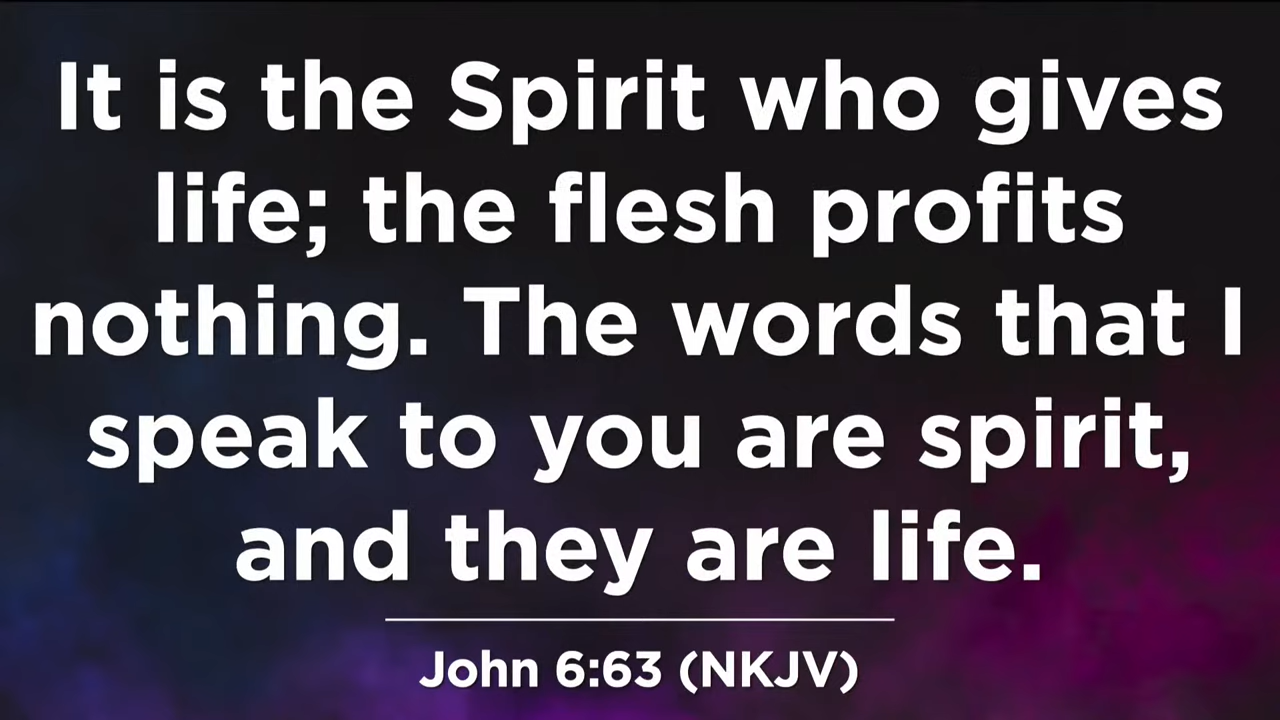 It is the Spirit who gives
life; the flesh profits
nothing. The words that I
speak to you are spirit,
and they are life.
John 6:63 (NKJV)